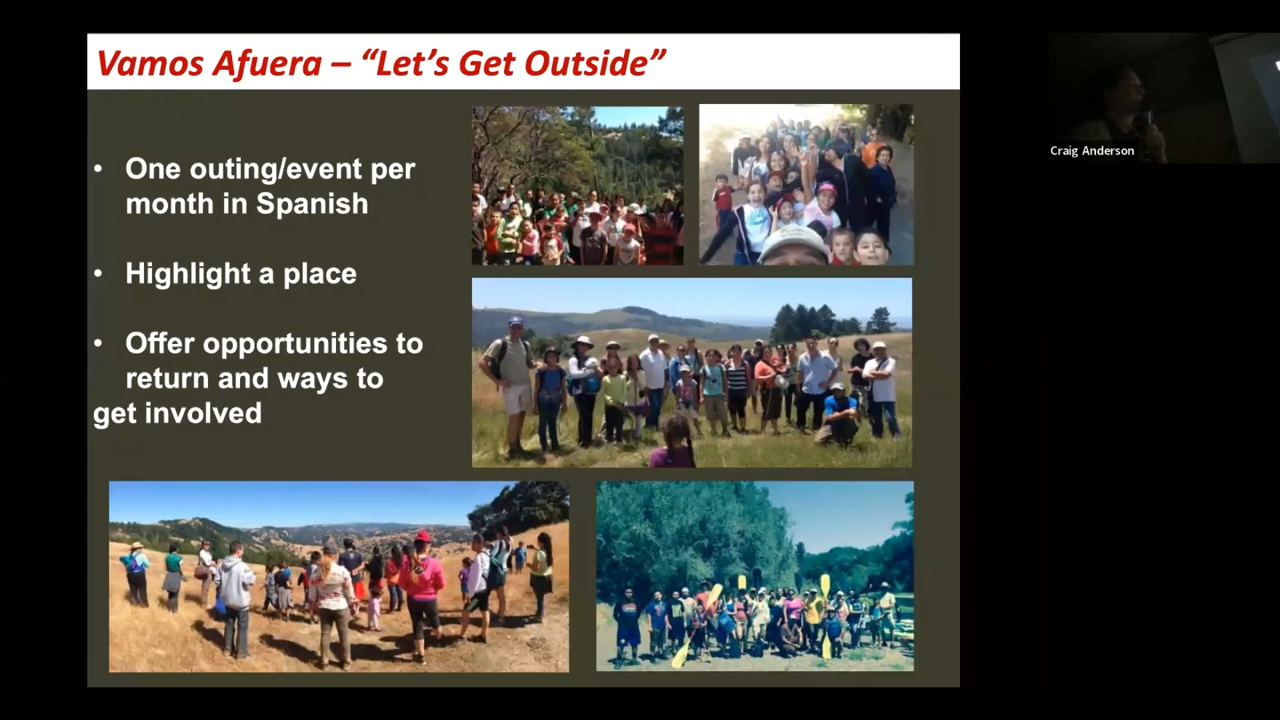 Vamos Afuera – “Let’s Get Outside”
• One outing/event per
month in Spanish
• Highlight a place
• Offer opportunities to
return and ways to
get involved
Craig Anderson